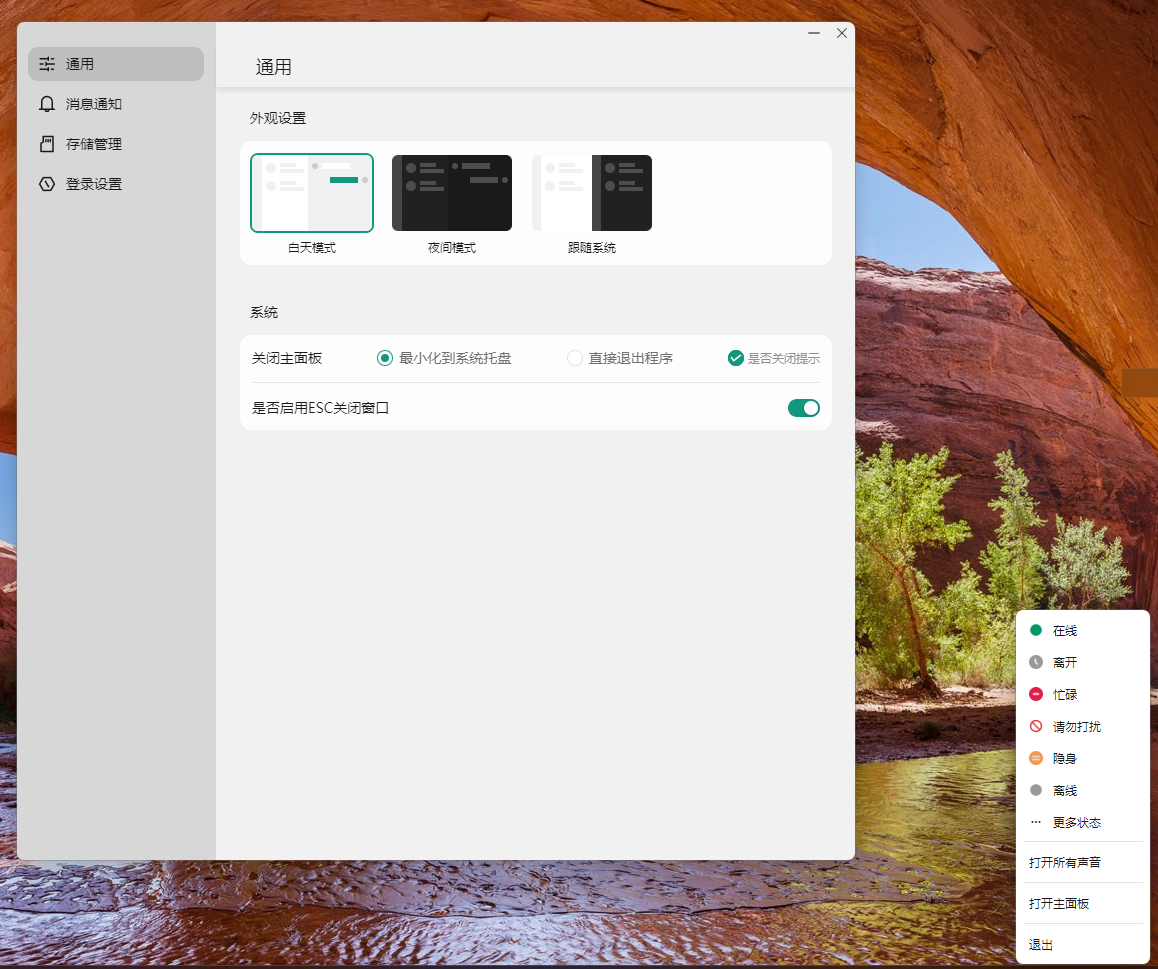 通用
消息通知
存储管理
登录设置
通用
外观设置
白天模式 夜间模式 跟随系统
系统
关闭主面板 最小化到系统托盘 直接退出程序 是否关闭提示
是否启用ESC关闭窗口
在线
离开
忙碌
请勿打扰
隐身
离线
更多状态
打开所有声音
打开主面板
退出